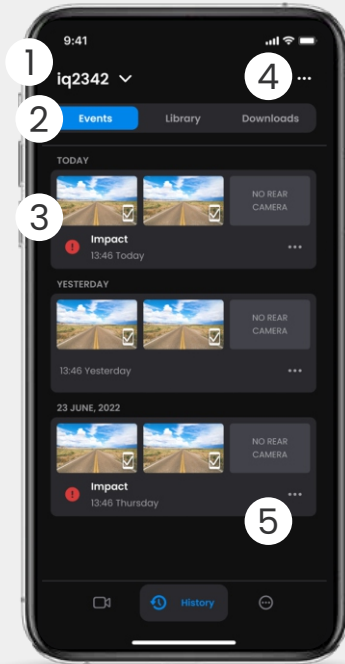 1
9:41
iq2342
4
2
Events Library Downloads
TODAY
NO REAR
CAMERA
3
Impact
13:46 Today
YESTERDAY
NO REAR
CAMERA
13:46 Yesterday
23 JUNE, 2022
NO REAR
CAMERA
Impact
13:46 Thursday
5
History